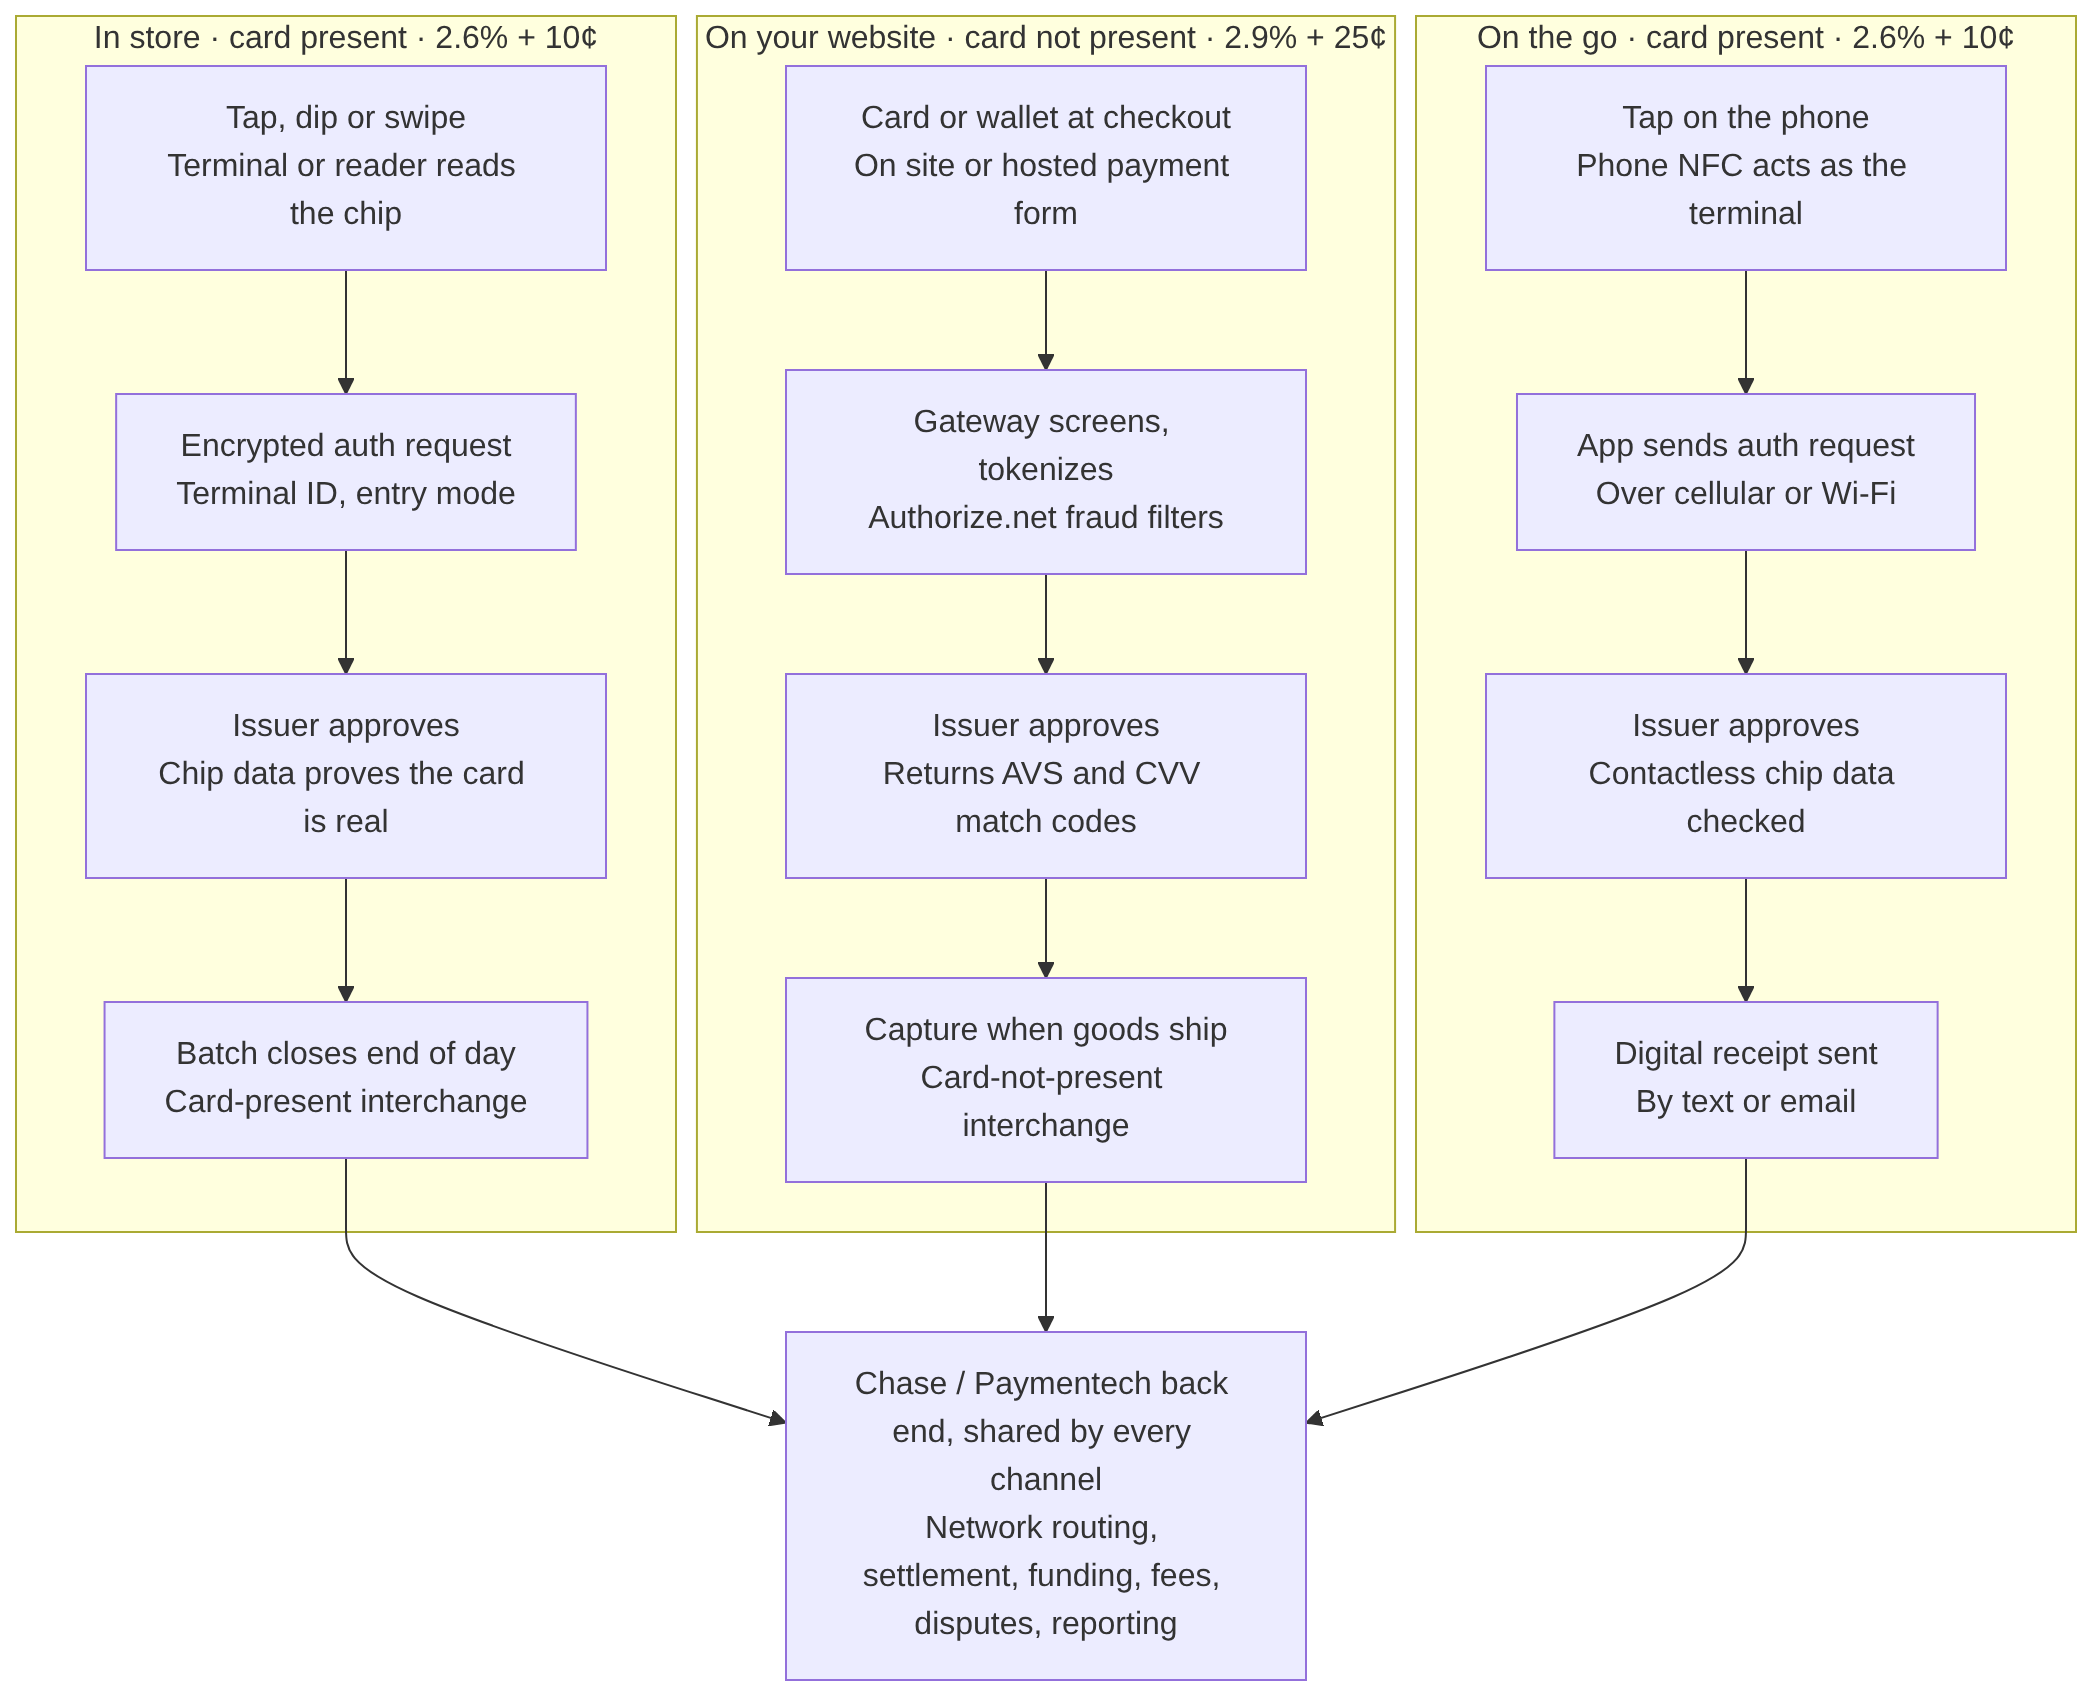 In store · card present · 2.6% + 10¢
Tap, dip or swipe
Terminal or reader reads
the chip
Encrypted auth request
Terminal ID, entry mode
Issuer approves
Chip data proves the card
is real
Batch closes end of day
Card-present interchange
On your website · card not present · 2.9% + 25¢
Card or wallet at checkout
On site or hosted payment
form
Gateway screens,
tokenizes
Authorize.net fraud filters
Issuer approves
Returns AVS and CVV
match codes
Capture when goods ship
Card-not-present
interchange
On the go · card present · 2.6% + 10¢
Tap on the phone
Phone NFC acts as the
terminal
App sends auth request
Over cellular or Wi-Fi
Issuer approves
Contactless chip data
checked
Digital receipt sent
By text or email
Chase / Paymentech back
end, shared by every
channel
Network routing,
settlement, funding, fees,
disputes, reporting